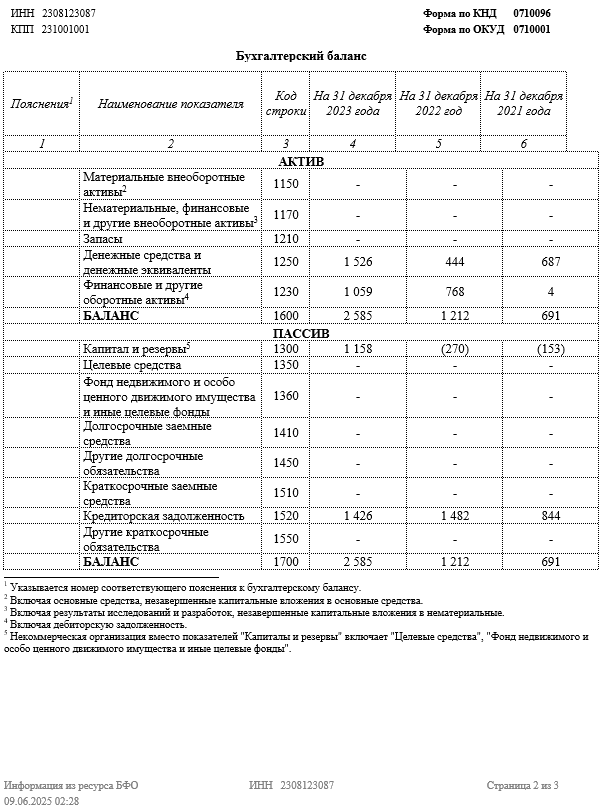 ИНН 2308123087
Форма по КНД 0710096
КПП 231001001
Форма по ОКУД 0710001
Бухгалтерский баланс
Пояснения1 Наименование показателя Код строки На 31 декабря 2023 года На 31 декабря 2022 год На 31 декабря 2021 года
1 2 3 4 5 6
АКТИВ
Материальные внеоборотные
активы2 1150 - - -
Нематериальные, финансовые
и другие внеоборотные активы3 1170 - - -
Запасы 1210 - - -
Денежные средства и
денежные эквиваленты 1250 1 526 444 687
Финансовые и другие
оборотные активы4 1230 1 059 768 4
БАЛАНС 1600 2 585 1 212 691
ПАССИВ
Капитал и резервы5 1300 1 158 (270) (153)
Целевые средства 1350 - - -
Фонд недвижимого и особо
ценного движимого имущества
и иные целевые фонды 1360 - - -
Долгосрочные заемные
средства 1410 - - -
Другие долгосрочные
обязательства 1450 - - -
Краткосрочные заемные
средства 1510 - - -
Кредиторская задолженность 1520 1 426 1 482 844
Другие краткосрочные
обязательства 1550 - - -
БАЛАНС 1700 2 585 1 212 691
1 Указывается номер соответствующего пояснения к бухгалтерскому балансу.
2 Включая основные средства, незавершенные капитальные вложения в основные средства.
3 Включая результаты исследований и разработок, незавершенные капитальные вложения в нематериальные.
4 Включая дебиторскую задолженность.
5 Некоммерческая организация вместо показателей "Капиталы и резервы" включает "Целевые средства", "Фонд недвижимого и
особо ценного движимого имущества и иные целевые фонды".
Информация из ресурса БФО ИНН 2308123087 Страница 2 из 3
09.06.2025 02:28